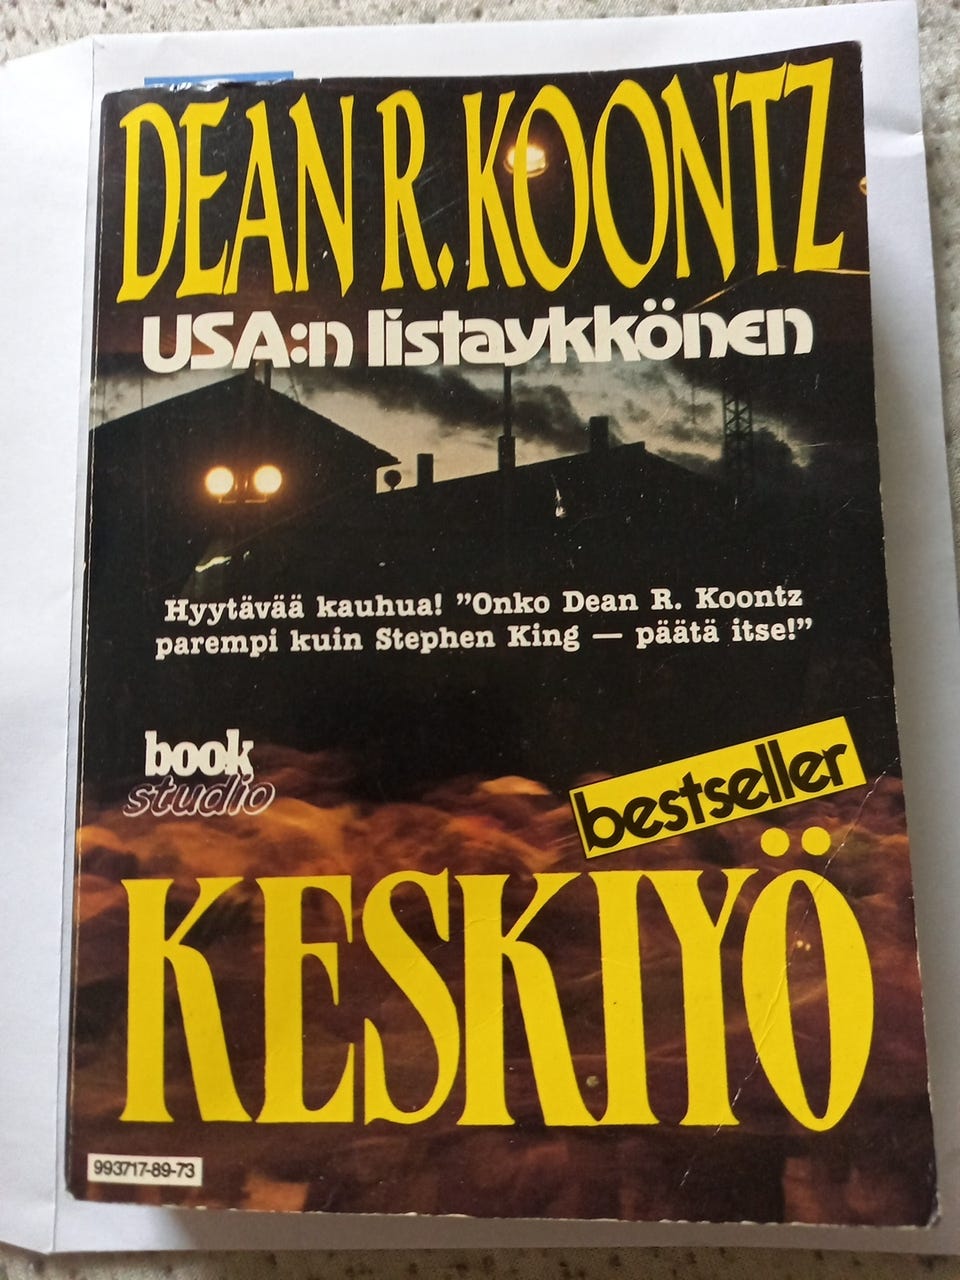 DEAN R. KOONTZ
USA:n listaykkönen
Hyytävää kauhua! ”Onko Dean R. Koontz
parempi kuin Stephen King — päätä itse!”
book
studio
bestseller
KESKIYÖ
993717-89-73